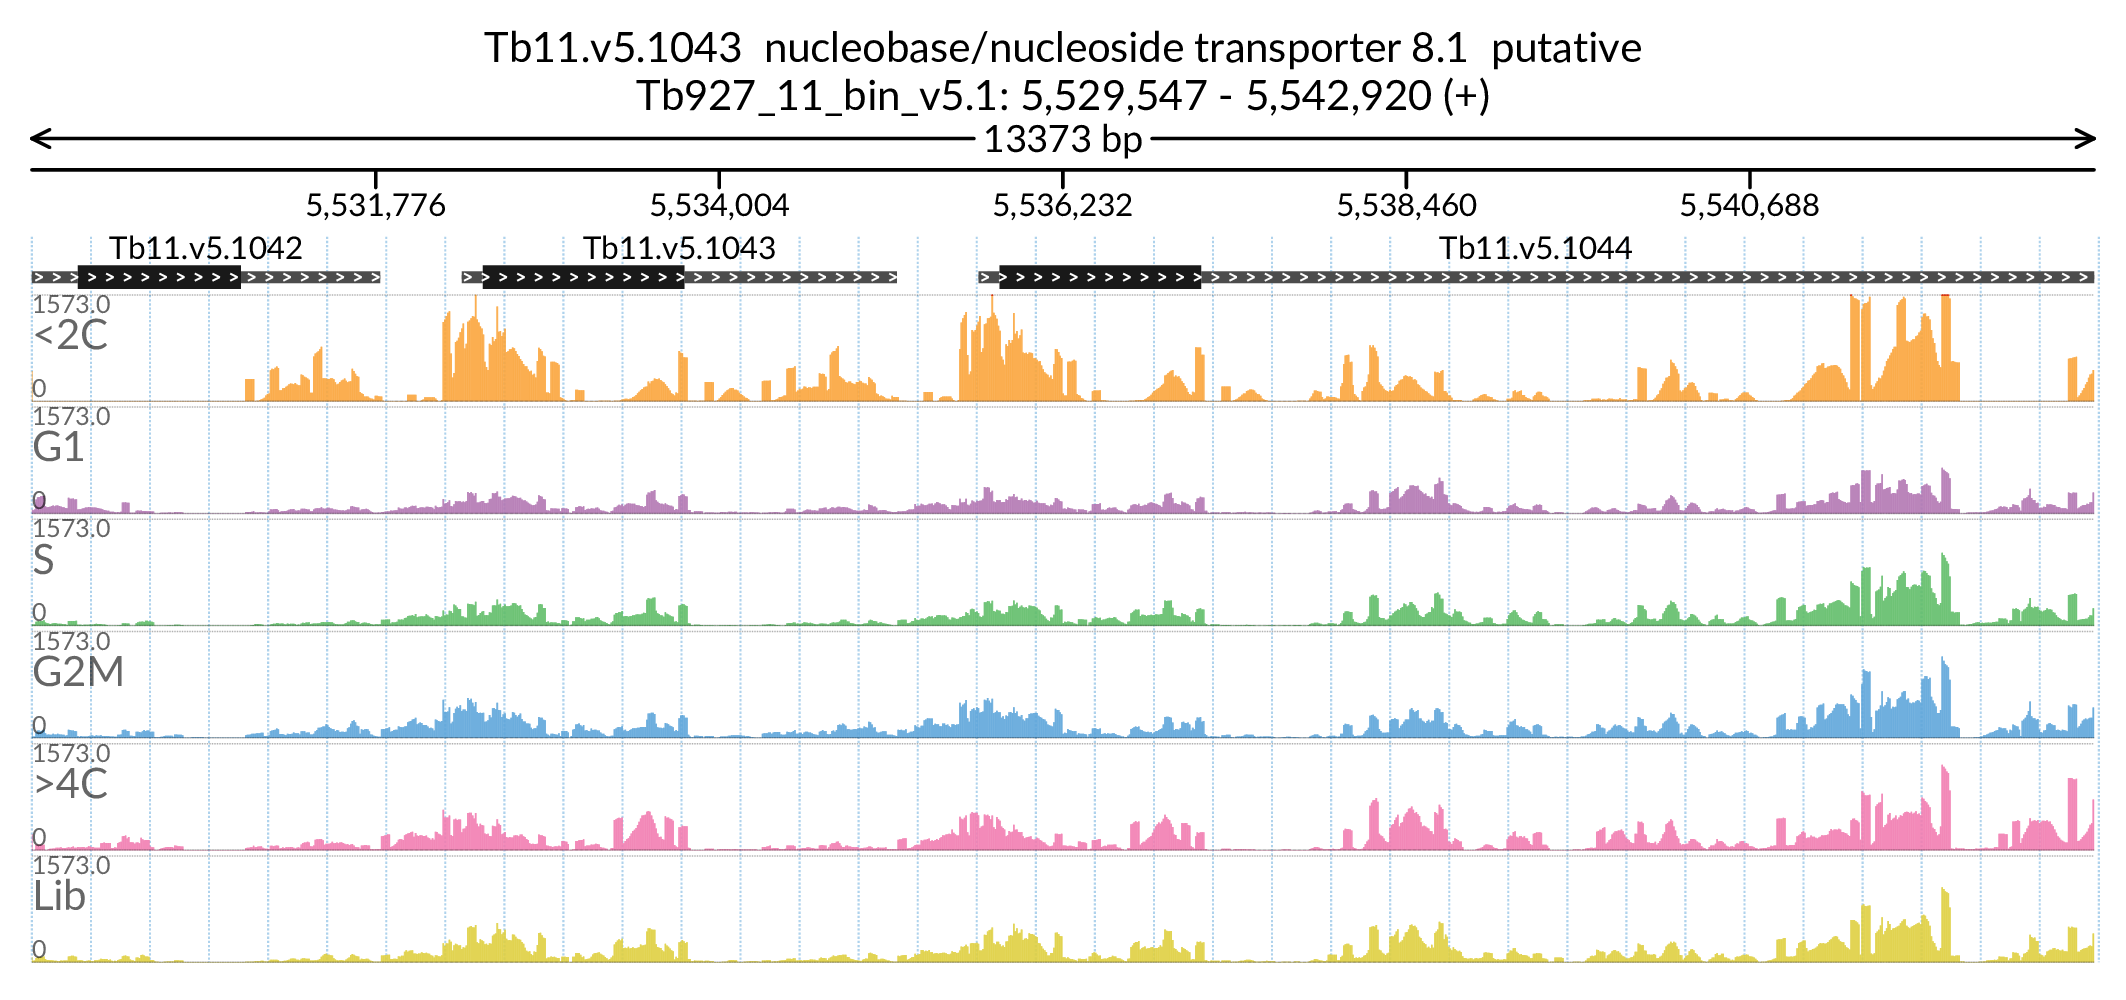 Tb11.v5.1043 nucleobase/nucleoside transporter 8.1 putative
Tb927_11_bin_v5.1: 5,529,547 - 5,542,920 (+)
13373 bp
5,531,776 5,534,004 5,536,232 5,538,460 5,540,688
Tb11.v5.1042 Tb11.v5.1043 Tb11.v5.1044
1573.0
<2C
0
1573.0
G1
0
1573.0
S
0
1573.0
G2M
0
1573.0
>4C
0
1573.0
Lib
0